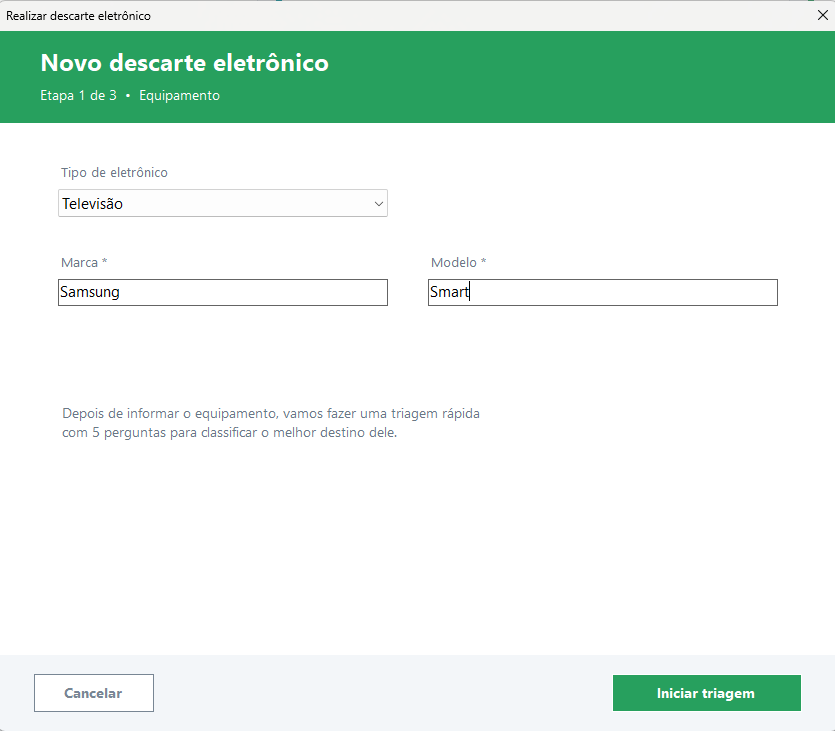 Realizar descarte eletrônico
Novo descarte eletrônico
Etapa 1 de 3 • Equipamento
Tipo de eletrônico
Televisão
Marca * Modelo *
Samsung Smart
Depois de informar o equipamento, vamos fazer uma triagem rápida
com 5 perguntas para classificar o melhor destino dele.
Cancelar Iniciar triagem